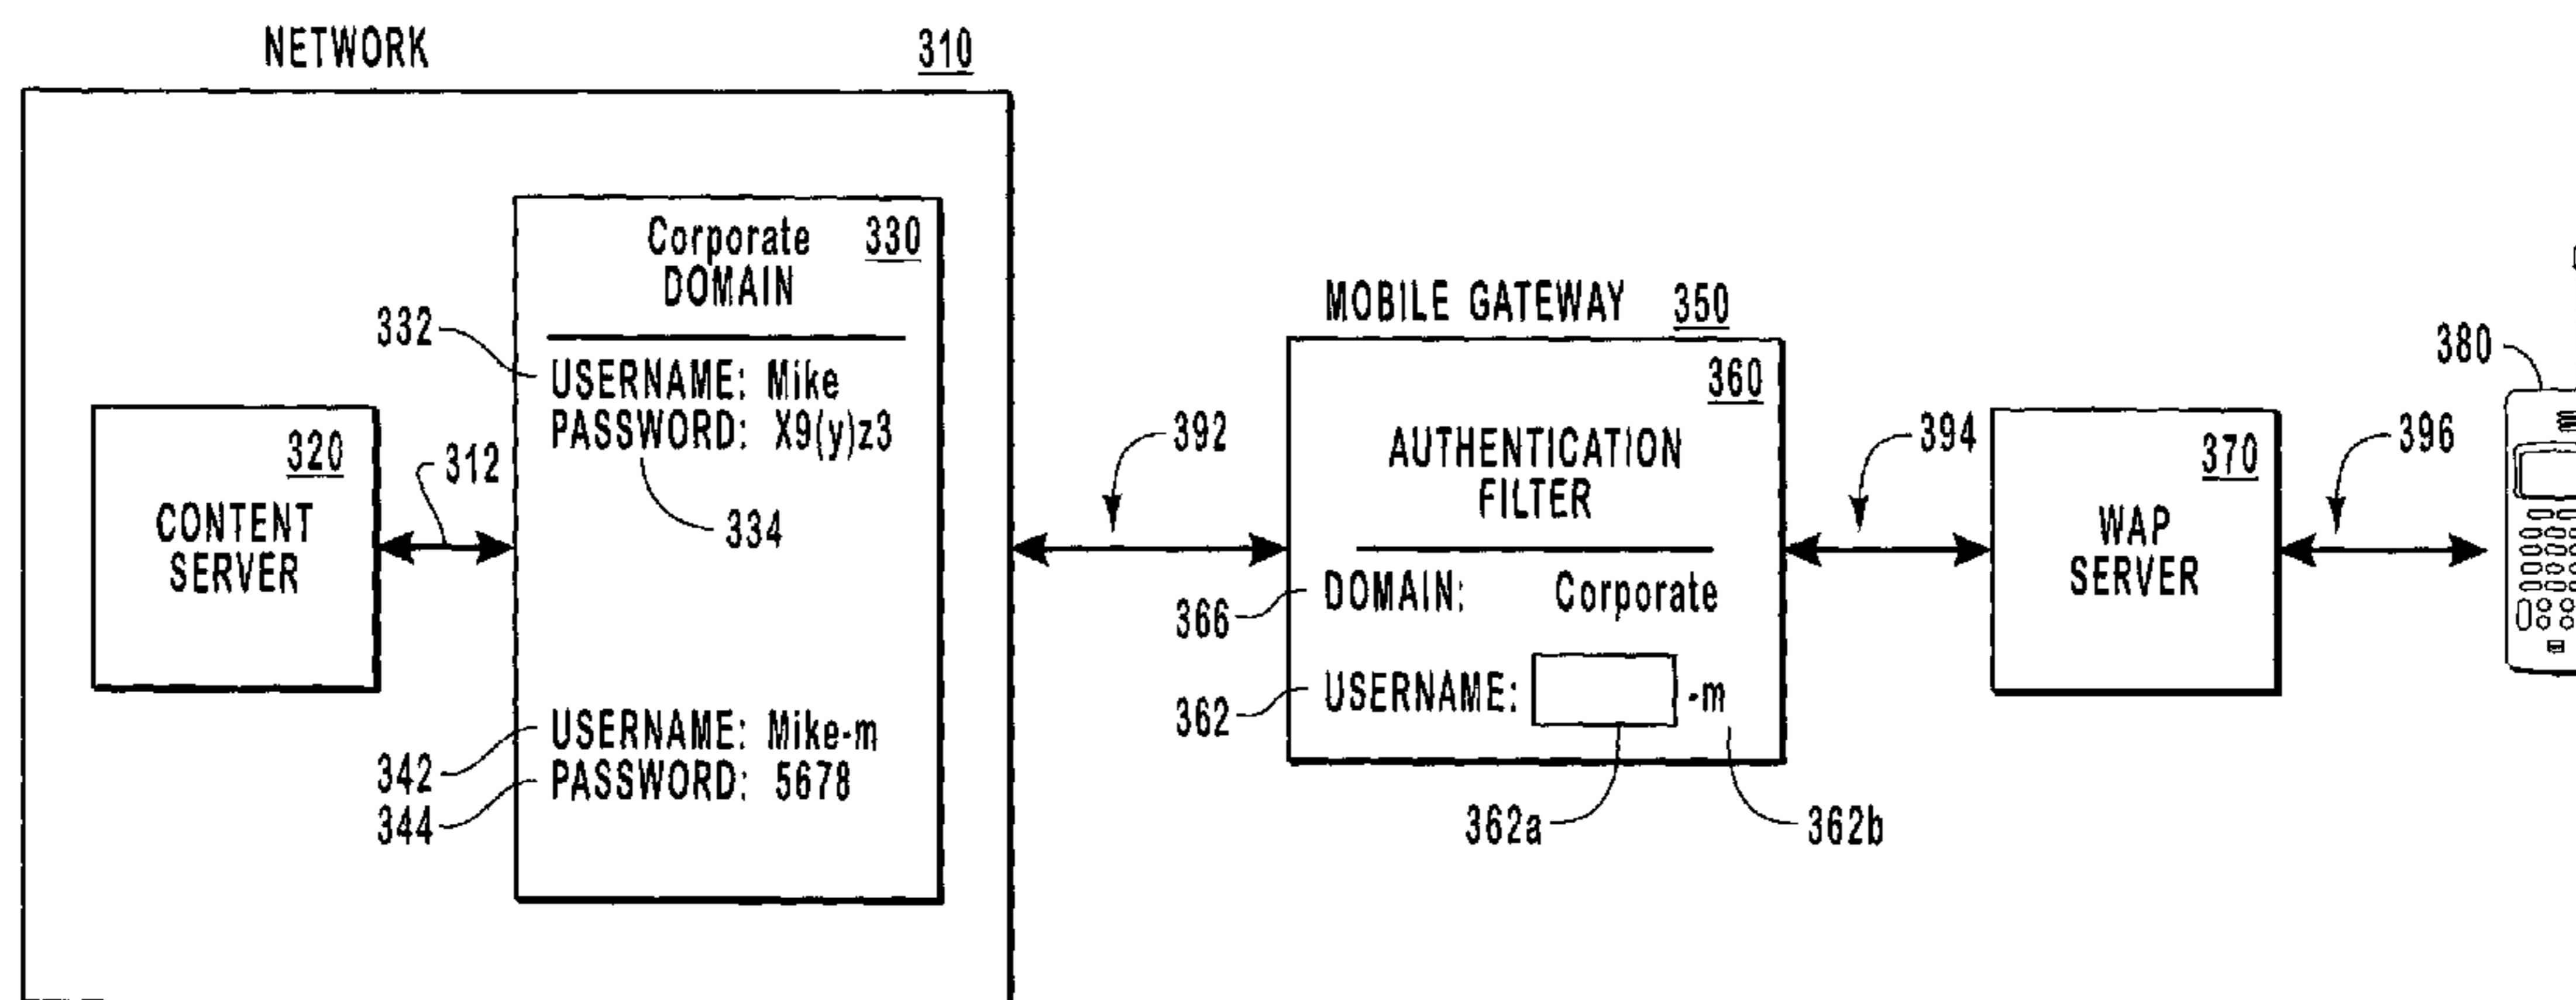 NETWORK 310
Corporate 330
DOMAIN
332
USERNAME: Mike
PASSWORD: X9(y)z3
334
320
CONTENT
SERVER
312
342
USERNAME: Mike-m
344
PASSWORD: 5678
392
MOBILE GATEWAY 350
360
AUTHENTICATION
FILTER
366
DOMAIN: Corporate
362
USERNAME: -m
362a
362b
394
370
WAP
SERVER
396
380